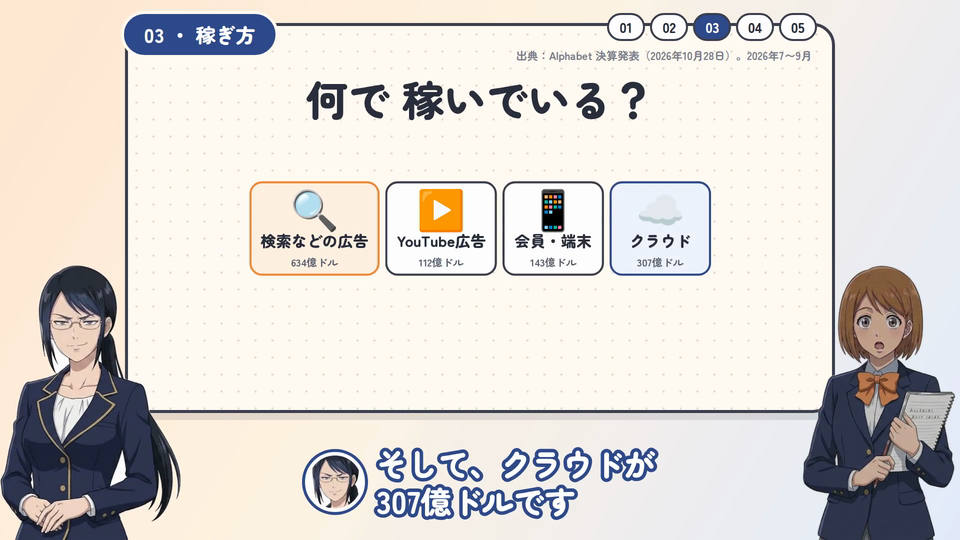 03 ・ 稼ぎ方
01 02 03 04 05
出典：Alphabet 決算発表（2026年10月28日）。2026年7〜9月
何で 稼いでいる？
検索などの広告
634億ドル
YouTube広告
112億ドル
会員・端末
143億ドル
クラウド
307億ドル
そして、クラウドが
307億ドルです